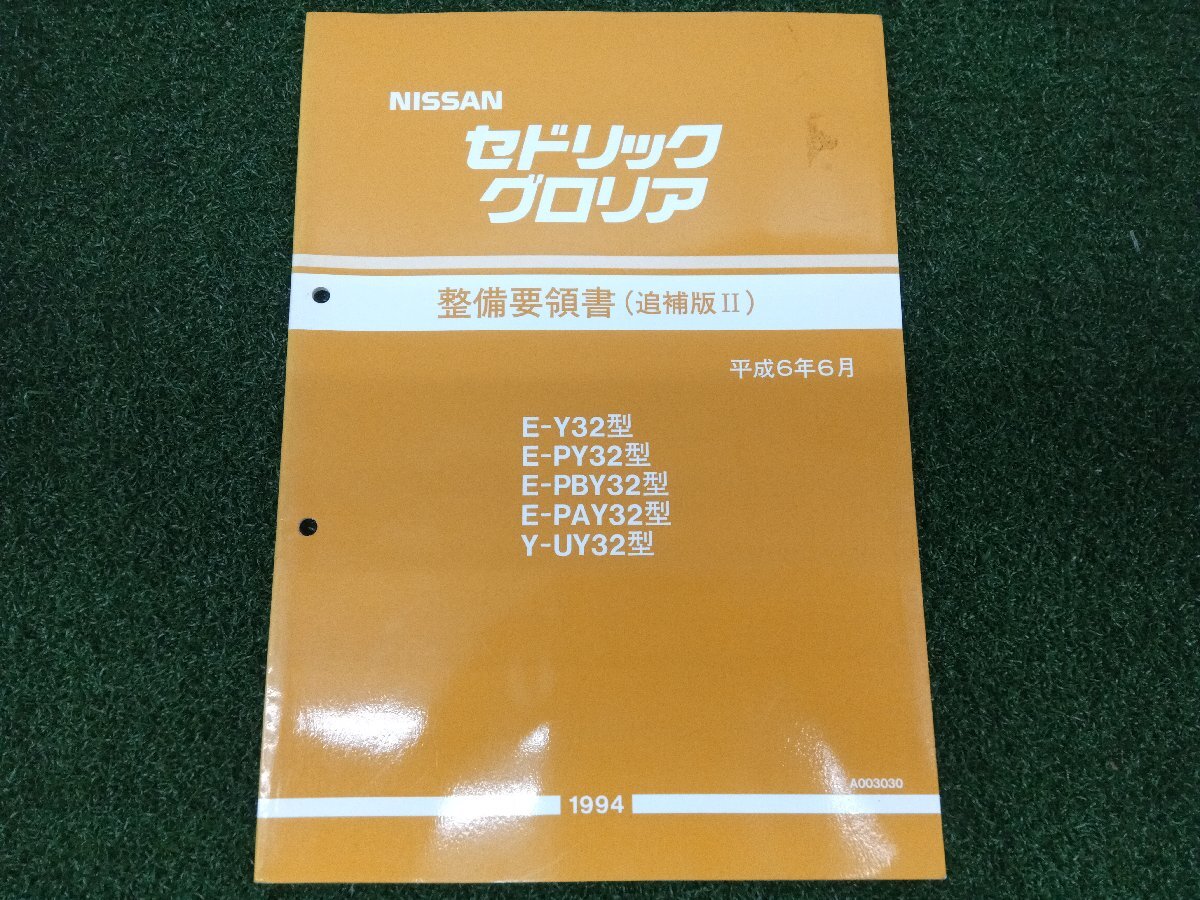 NISSAN
セドリック
グロリア
整備要領書(追補版II)
平成6年6月
E-Y32型
E-PY32型
E-PBY32型
E-PAY32型
Y-UY32型
A003030
1994